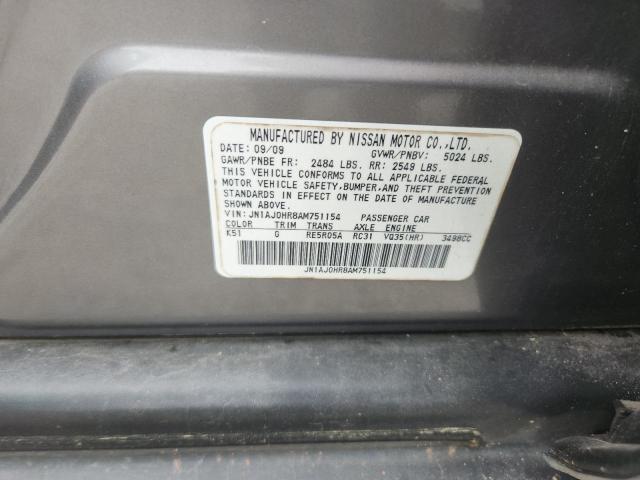 MANUFACTURED BY NISSAN MOTOR CO.,LTD.
DATE: 09/09 GVWR/PNBV: 5024 LBS.
GAWR/PNBE FR: 2484 LBS. RR: 2549 LBS.
THIS VEHICLE CONFORMS TO ALL APPLICABLE FEDERAL
MOTOR VEHICLE SAFETY, BUMPER, AND THEFT PREVENTION
STANDARDS IN EFFECT ON THE DATE OF MANUFACTURE
SHOWN ABOVE.
VIN: JN1AJ0HR8AM751154 PASSENGER CAR
COLOR TRIM TRANS AXLE ENGINE
K51 G RE5R05A RC31 VQ35(HR) 3498CC
JN1AJ0HR8AM751154